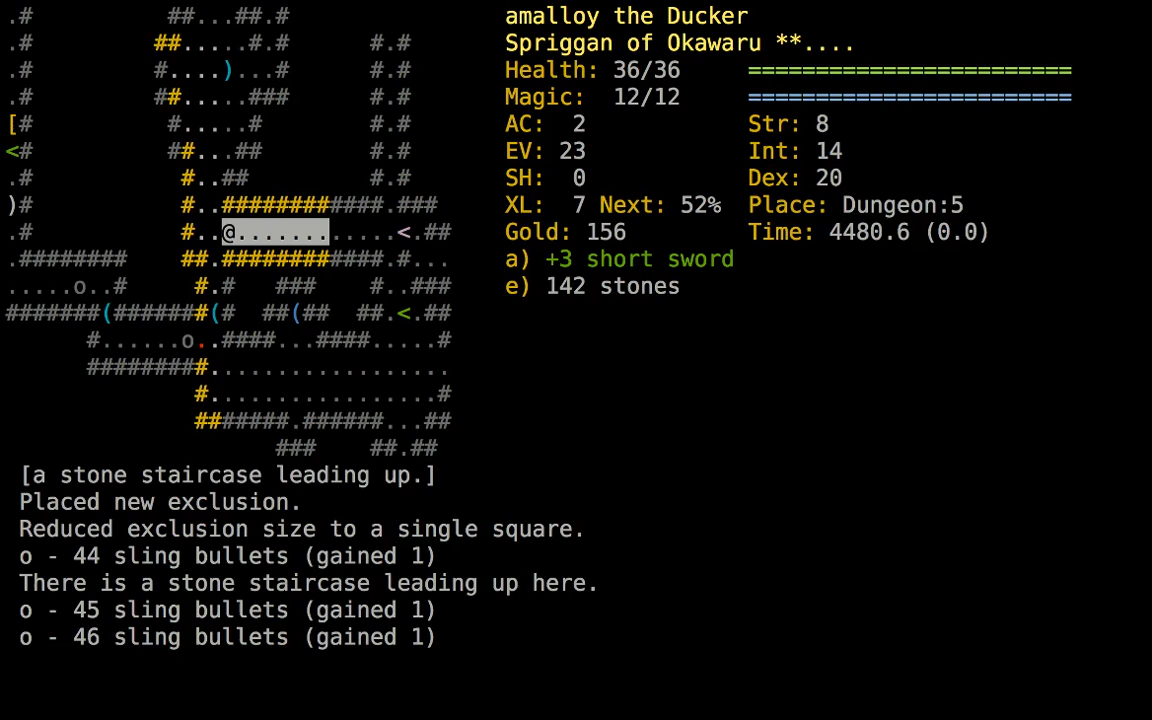 .#          ##...##.#
.#         ##.....#.#      #.#
.#         #....)...#      #.#
.#         ##.....###      #.#
[#          #.....#        #.#
<#          ##...##        #.#
.#           #..##         #.#
)#           #..############.###
.#           #..@............<.##
.########    ##.############.#...
.....o..#     #.#   ###    #..###
#######(#######(#  ##(##  ##.<.##
      #......o..####...####.....#
      #########.................
              #................#
              ######.######...##
                    ###    ##.##
amalloy the Ducker
Spriggan of Okawaru **....
Health: 36/36 ========================
Magic: 12/12 ========================
AC: 2 Str: 8
EV: 23 Int: 14
SH: 0 Dex: 20
XL: 7 Next: 52% Place: Dungeon:5
Gold: 156 Time: 4480.6 (0.0)
a) +3 short sword
e) 142 stones
[a stone staircase leading up.]
Placed new exclusion.
Reduced exclusion size to a single square.
o - 44 sling bullets (gained 1)
There is a stone staircase leading up here.
o - 45 sling bullets (gained 1)
o - 46 sling bullets (gained 1)